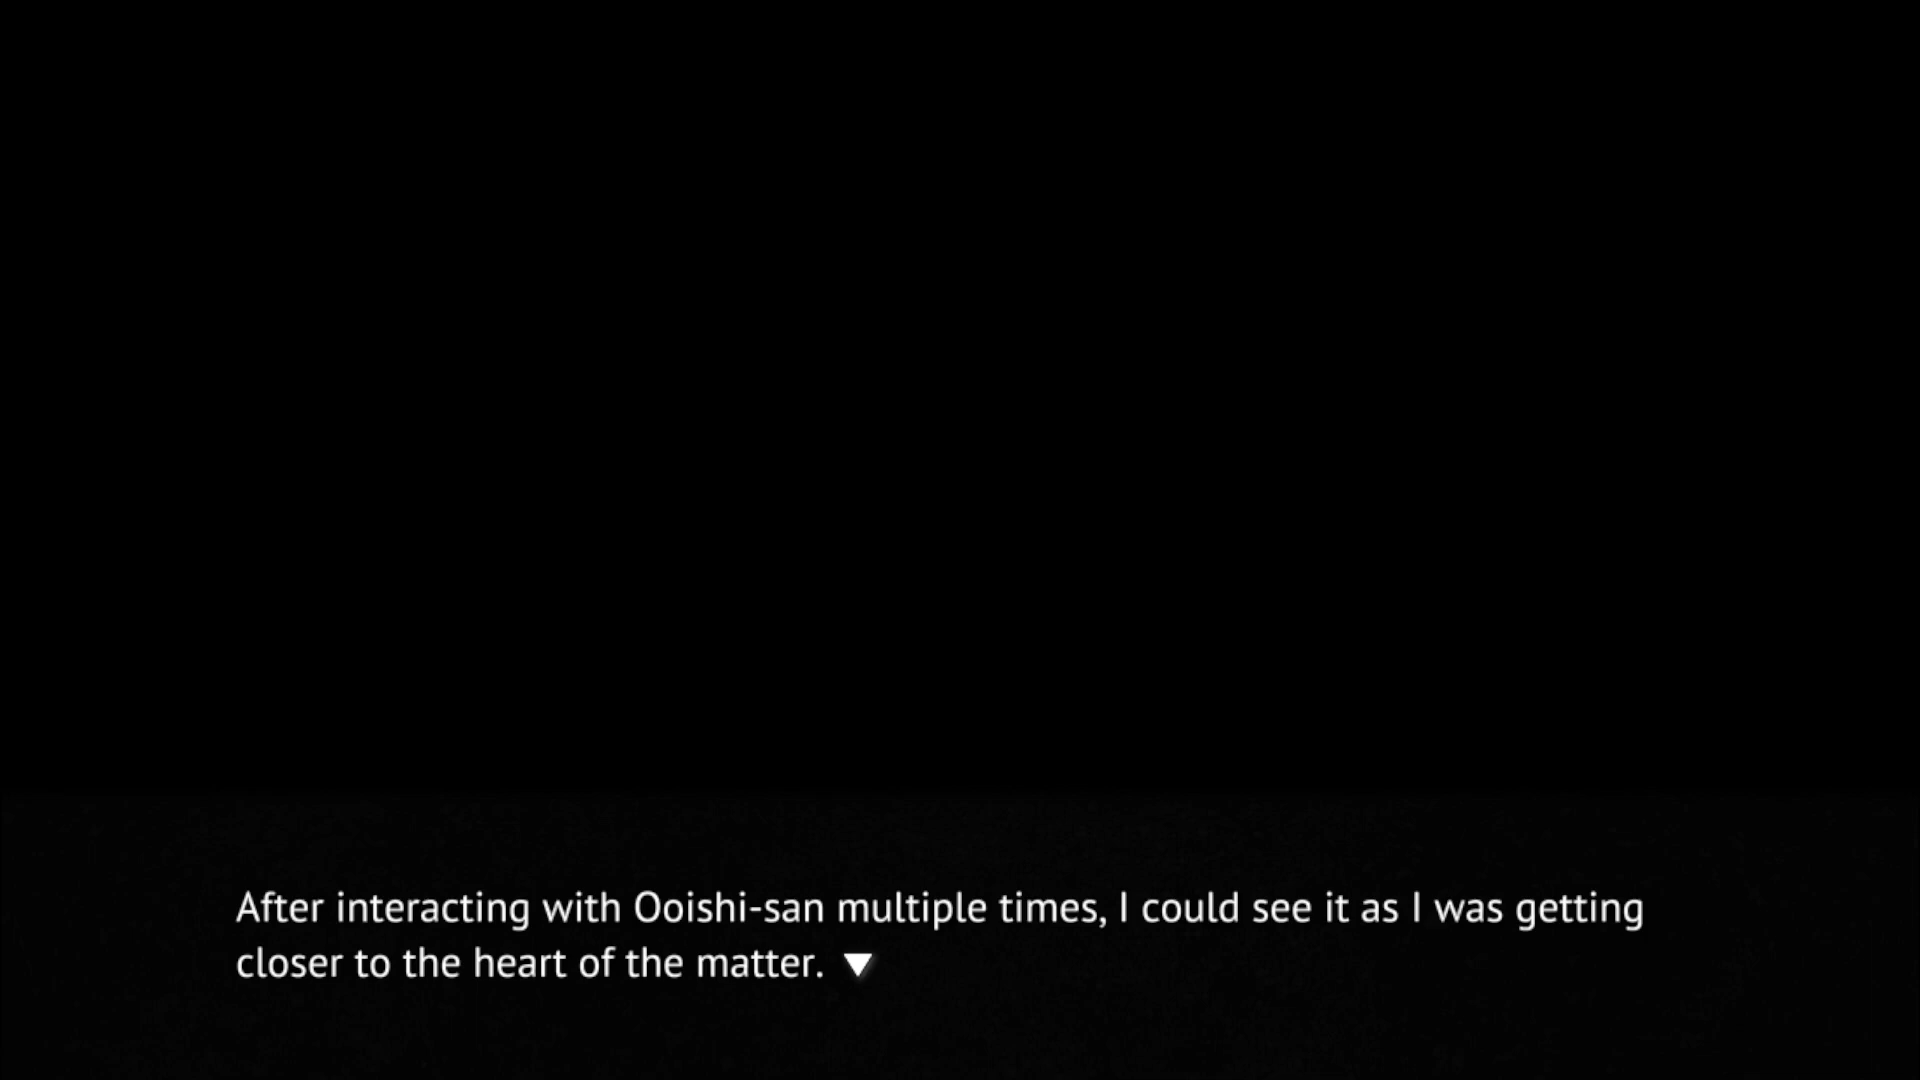 After interacting with Ooishi-san multiple times, I could see it as I was getting
closer to the heart of the matter.